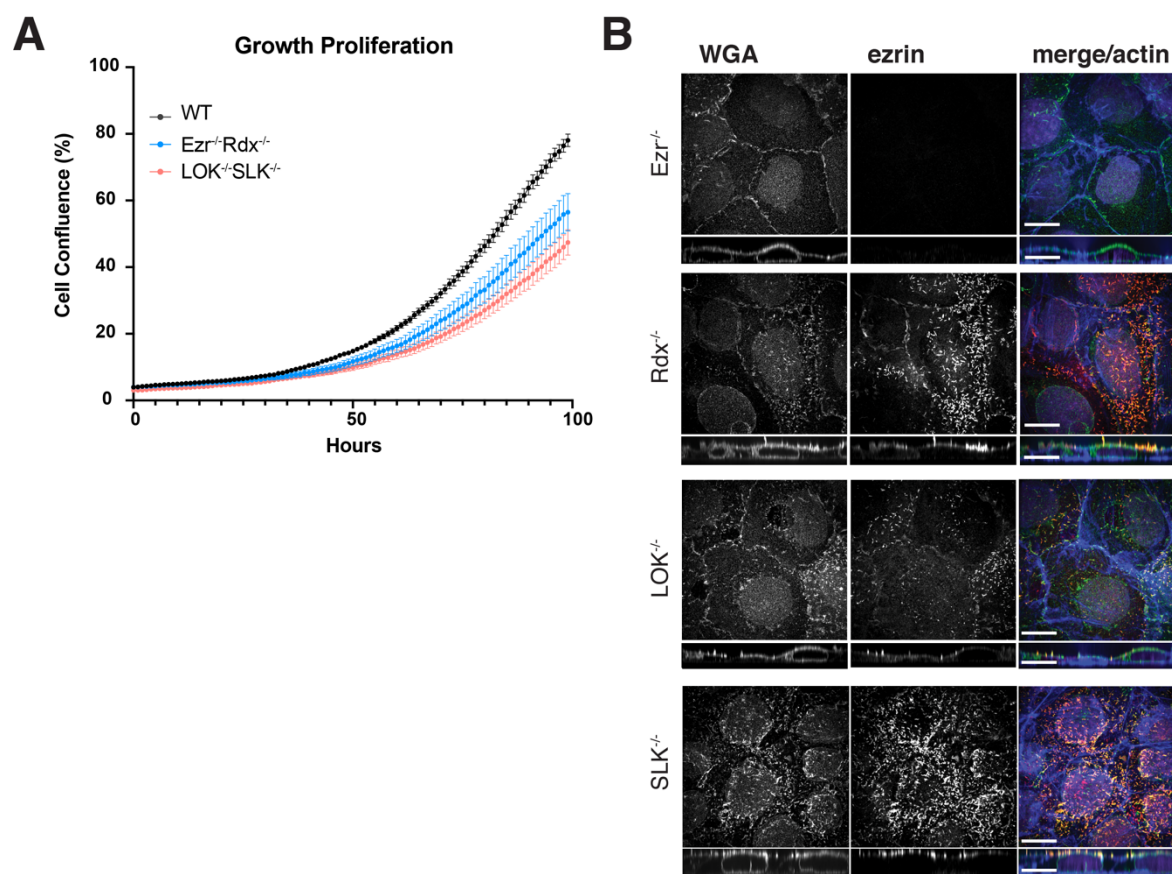 A
Growth Proliferation
Cell Confluence (%)
100
80
60
40
20
0
WT
Ezr⁻/⁻Rdx⁻/⁻
LOK⁻/⁻SLK⁻/⁻
0
50
100
Hours
B
WGA
ezrin
merge/actin
Ezr⁻/⁻
Rdx⁻/⁻
LOK⁻/⁻
SLK⁻/⁻